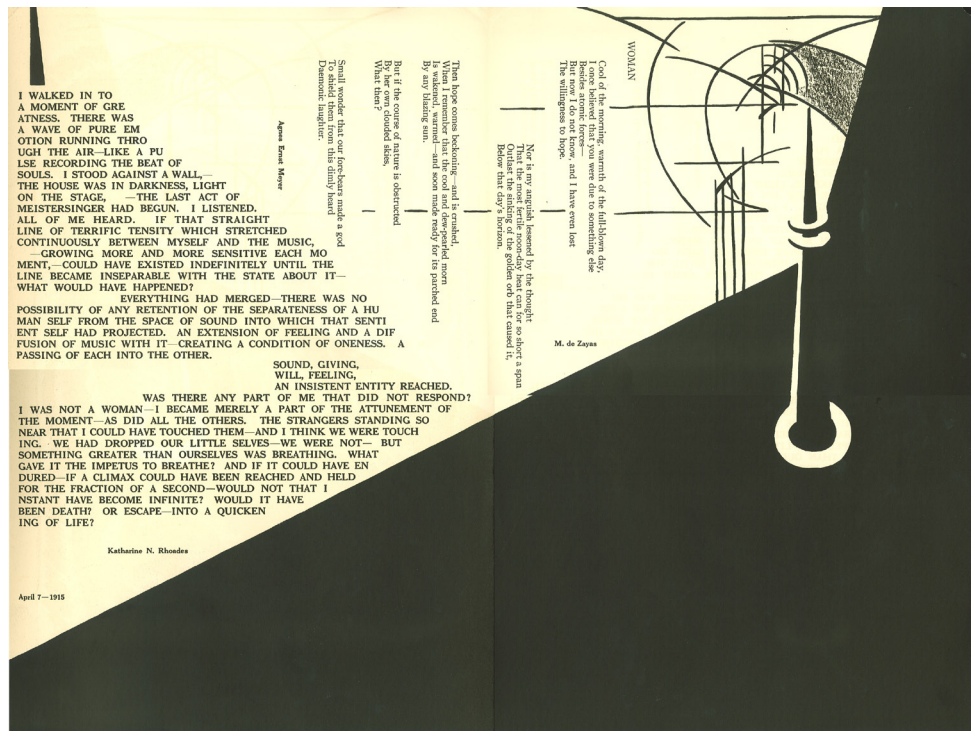 I WALKED IN TO
A MOMENT OF GRE
ATNESS. THERE WAS
A WAVE OF PURE EM
OTION RUNNING THRO
UGH THE AIR—LIKE A PU
LSE RECORDING THE BEAT OF
SOULS. I STOOD AGAINST A WALL,—
THE HOUSE WAS IN DARKNESS, LIGHT
ON THE STAGE, —THE LAST ACT OF
MEISTERSINGER HAD BEGUN. I LISTENED.
ALL OF ME HEARD. IF THAT STRAIGHT
LINE OF TERRIFIC TENSITY WHICH STRETCHED
CONTINUOUSLY BETWEEN MYSELF AND THE MUSIC,
—GROWING MORE AND MORE SENSITIVE EACH MO
MENT,—COULD HAVE EXISTED INDEFINITELY UNTIL THE
LINE BECAME INSEPARABLE WITH THE STATE ABOUT IT—
WHAT WOULD HAVE HAPPENED?
EVERYTHING HAD MERGED—THERE WAS NO
POSSIBILITY OF ANY RETENTION OF THE SEPARATENESS OF A HU
MAN SELF FROM THE SPACE OF SOUND INTO WHICH THAT SENTI
ENT SELF HAD PROJECTED. AN EXTENSION OF FEELING AND A DIF
FUSION OF MUSIC WITH IT—CREATING A CONDITION OF ONENESS. A
PASSING OF EACH INTO THE OTHER.
SOUND, GIVING,
WILL, FEELING,
AN INSISTENT ENTITY REACHED.
WAS THERE ANY PART OF ME THAT DID NOT RESPOND?
I WAS NOT A WOMAN—I BECAME MERELY A PART OF THE ATTUNEMENT OF
THE MOMENT—AS DID ALL THE OTHERS. THE STRANGERS STANDING SO
NEAR THAT I COULD HAVE TOUCHED THEM—AND I THINK WE WERE TOUCH
ING. WE HAD DROPPED OUR LITTLE SELVES—WE WERE NOT— BUT
SOMETHING GREATER THAN OURSELVES WAS BREATHING. WHAT
GAVE IT THE IMPETUS TO BREATHE? AND IF IT COULD HAVE EN
DURED—IF A CLIMAX COULD HAVE BEEN REACHED AND HELD
FOR THE FRACTION OF A SECOND—WOULD NOT THAT I
NSTANT HAVE BECOME INFINITE? WOULD IT HAVE
BEEN DEATH? OR ESCAPE—INTO A QUICKEN
ING OF LIFE?
Katharine N. Rhoades
April 7—1915
WOMAN
Cool of the morning, warmth of the full-blown day,
I once believed that you were due to something else
Besides atomic forces—
But now I do not know, and I have even lost
The willingness to hope.
Nor is my anguish lessened by the thought
That the most fertile noon-day heat can for so short a span
Outlast the sinking of the golden orb that caused it,
Below that day's horizon.
Then hope comes beckoning—and is crushed,
When I remember that the cool and dew-pearled morn
Is wakened, warmed—and soon made ready for its parched end
By any blazing sun.
But if the course of nature is obstructed
By her own clouded skies,
What then?
Small wonder that our fore-bears made a god
To shield them from this dimly heard
Daemonic laughter.
Agnes Ernst Meyer
M. de Zayas